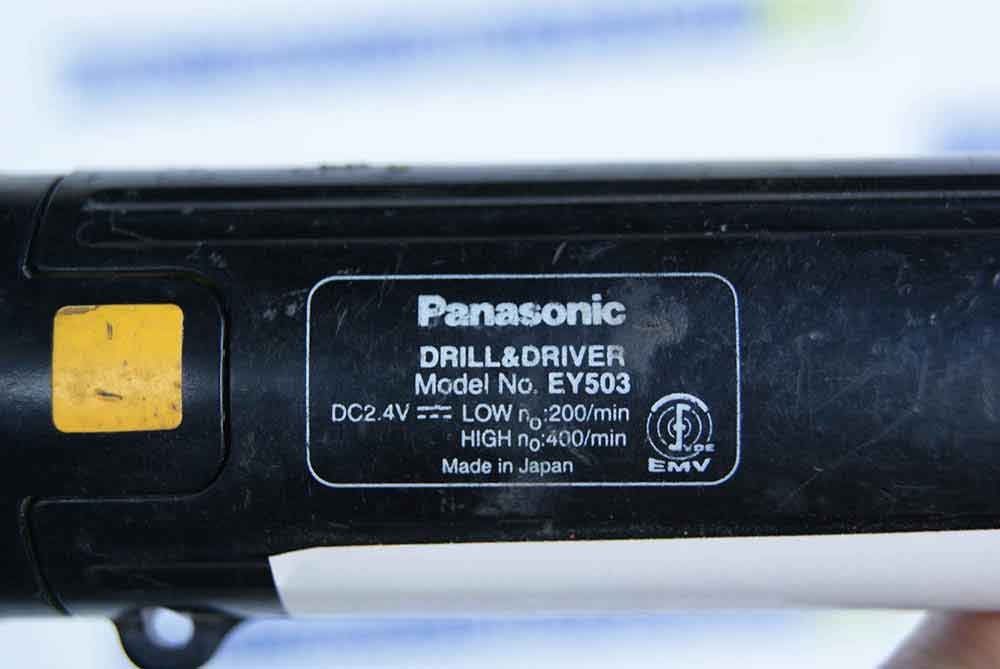 Panasonic
DRILL&DRIVER
Model No. EY503
DC2.4V ⎓ LOW n₀:200/min
HIGH n₀:400/min
Made in Japan
VDE
EMV